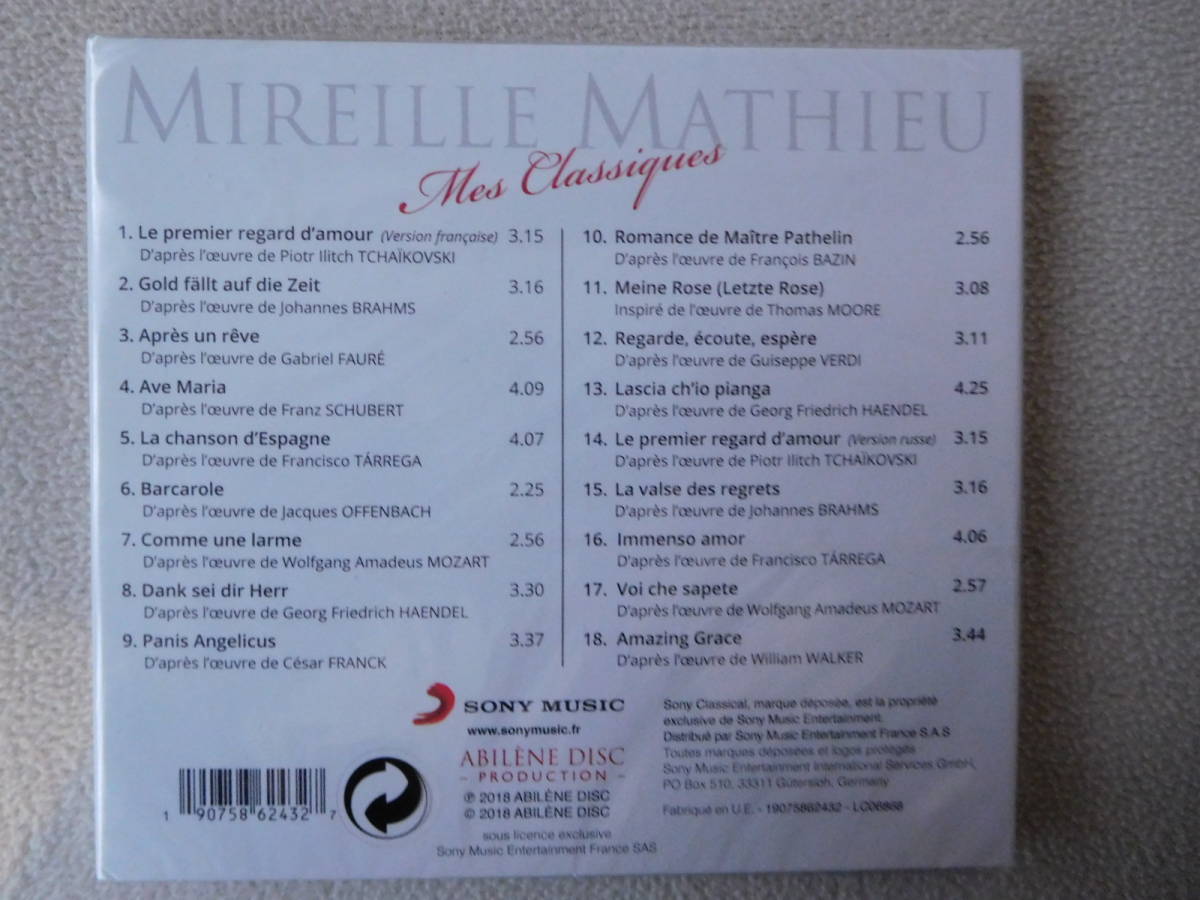 MIREILLE MATHIEU
Mes Classiques
1. Le premier regard d'amour (Version française) 3.15
D'après l'œuvre de Piotr Ilitch TCHAÏKOVSKI
2. Gold fällt auf die Zeit 3.16
D'après l'œuvre de Johannes BRAHMS
3. Après un rêve 2.56
D'après l'œuvre de Gabriel FAURÉ
4. Ave Maria 4.09
D'après l'œuvre de Franz SCHUBERT
5. La chanson d'Espagne 4.07
D'après l'œuvre de Francisco TÁRREGA
6. Barcarole 2.25
D'après l'œuvre de Jacques OFFENBACH
7. Comme une larme 2.56
D'après l'œuvre de Wolfgang Amadeus MOZART
8. Dank sei dir Herr 3.30
D'après l'œuvre de Georg Friedrich HAENDEL
9. Panis Angelicus 3.37
D'après l'œuvre de César FRANCK
10. Romance de Maître Pathelin 2.56
D'après l'œuvre de François BAZIN
11. Meine Rose (Letzte Rose) 3.08
Inspiré de l'œuvre de Thomas MOORE
12. Regarde, écoute, espère 3.11
D'après l'œuvre de Guiseppe VERDI
13. Lascia ch'io pianga 4.25
D'après l'œuvre de Georg Friedrich HAENDEL
14. Le premier regard d'amour (Version russe) 3.15
D'après l'œuvre de Piotr Ilitch TCHAÏKOVSKI
15. La valse des regrets 3.16
D'après l'œuvre de Johannes BRAHMS
16. Immenso amor 4.06
D'après l'œuvre de Francisco TÁRREGA
17. Voi che sapete 2.57
D'après l'œuvre de Wolfgang Amadeus MOZART
18. Amazing Grace 3.44
D'après l'œuvre de William WALKER
SONY MUSIC
www.sonymusic.fr
ABILÈNE DISC
- PRODUCTION -
℗ 2018 ABILÈNE DISC
© 2018 ABILÈNE DISC
sous licence exclusive
Sony Music Entertainment France SAS
1 90758 62432 7
Sony Classical, marque déposée, est la propriété
exclusive de Sony Music Entertainment.
Distribué par Sony Music Entertainment France S.A.S
Toutes marques déposées et logos protégés
Sony Music Entertainment International Services GmbH,
PO Box 510, 33311 Gütersloh, Germany
Fabriqué en U.E. - 19075862432 - LC06868